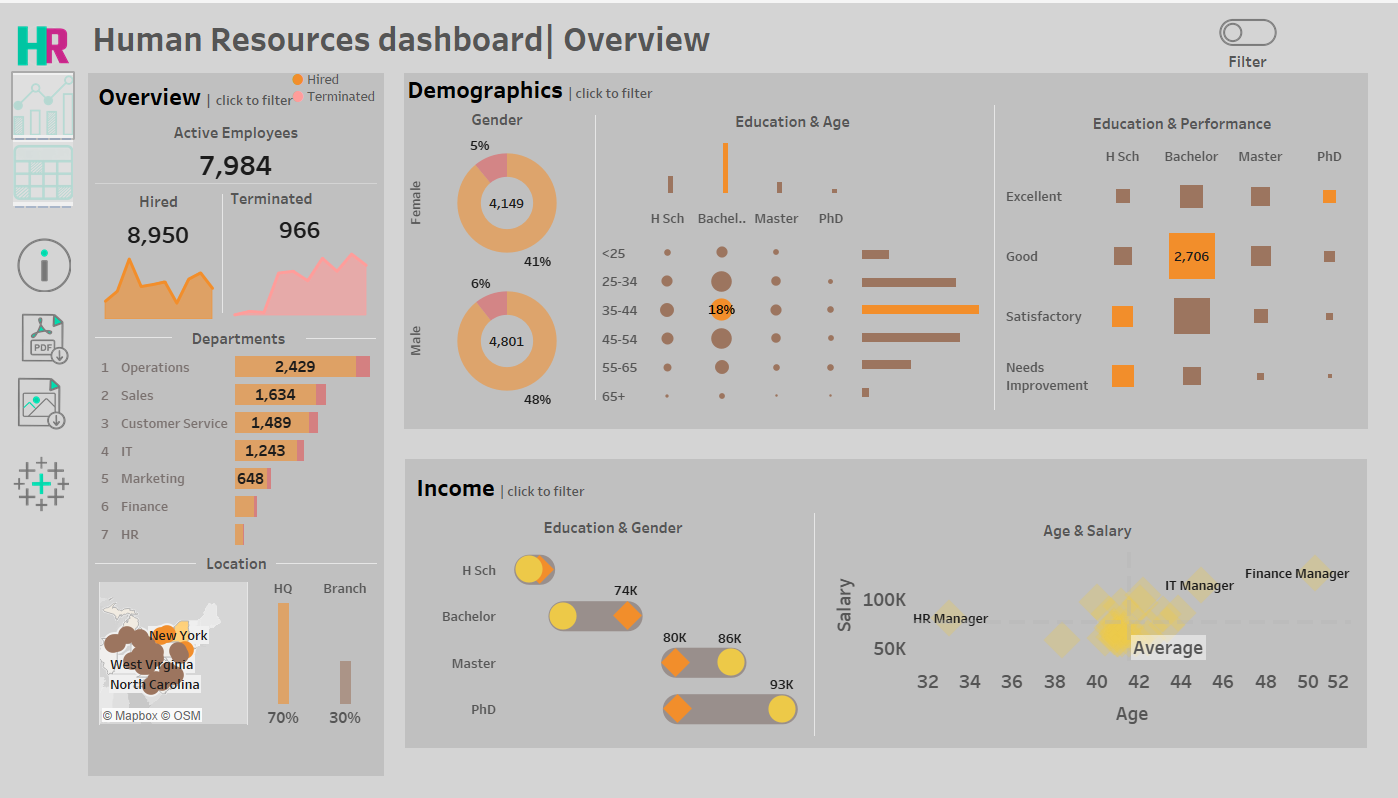 HR
Human Resources dashboard| Overview
Filter
Overview | click to filter
Hired
Terminated
Active Employees
7,984
Hired
8,950
Terminated
966
Departments
1 Operations 2,429
2 Sales 1,634
3 Customer Service 1,489
4 IT 1,243
5 Marketing 648
6 Finance
7 HR
Location
New York
West Virginia
North Carolina
© Mapbox © OSM
HQ Branch
70% 30%
PDF
Demographics | click to filter
Gender
Female
5%
4,149
41%
Male
6%
4,801
48%
Education & Age
H Sch Bachel.. Master PhD
<25
25-34
35-44 18%
45-54
55-65
65+
Education & Performance
H Sch Bachelor Master PhD
Excellent
Good 2,706
Satisfactory
Needs
Improvement
Income | click to filter
Education & Gender
H Sch
74K
Bachelor
80K 86K
Master
93K
PhD
Age & Salary
Salary
100K
50K
HR Manager
IT Manager
Finance Manager
Average
32 34 36 38 40 42 44 46 48 50 52
Age